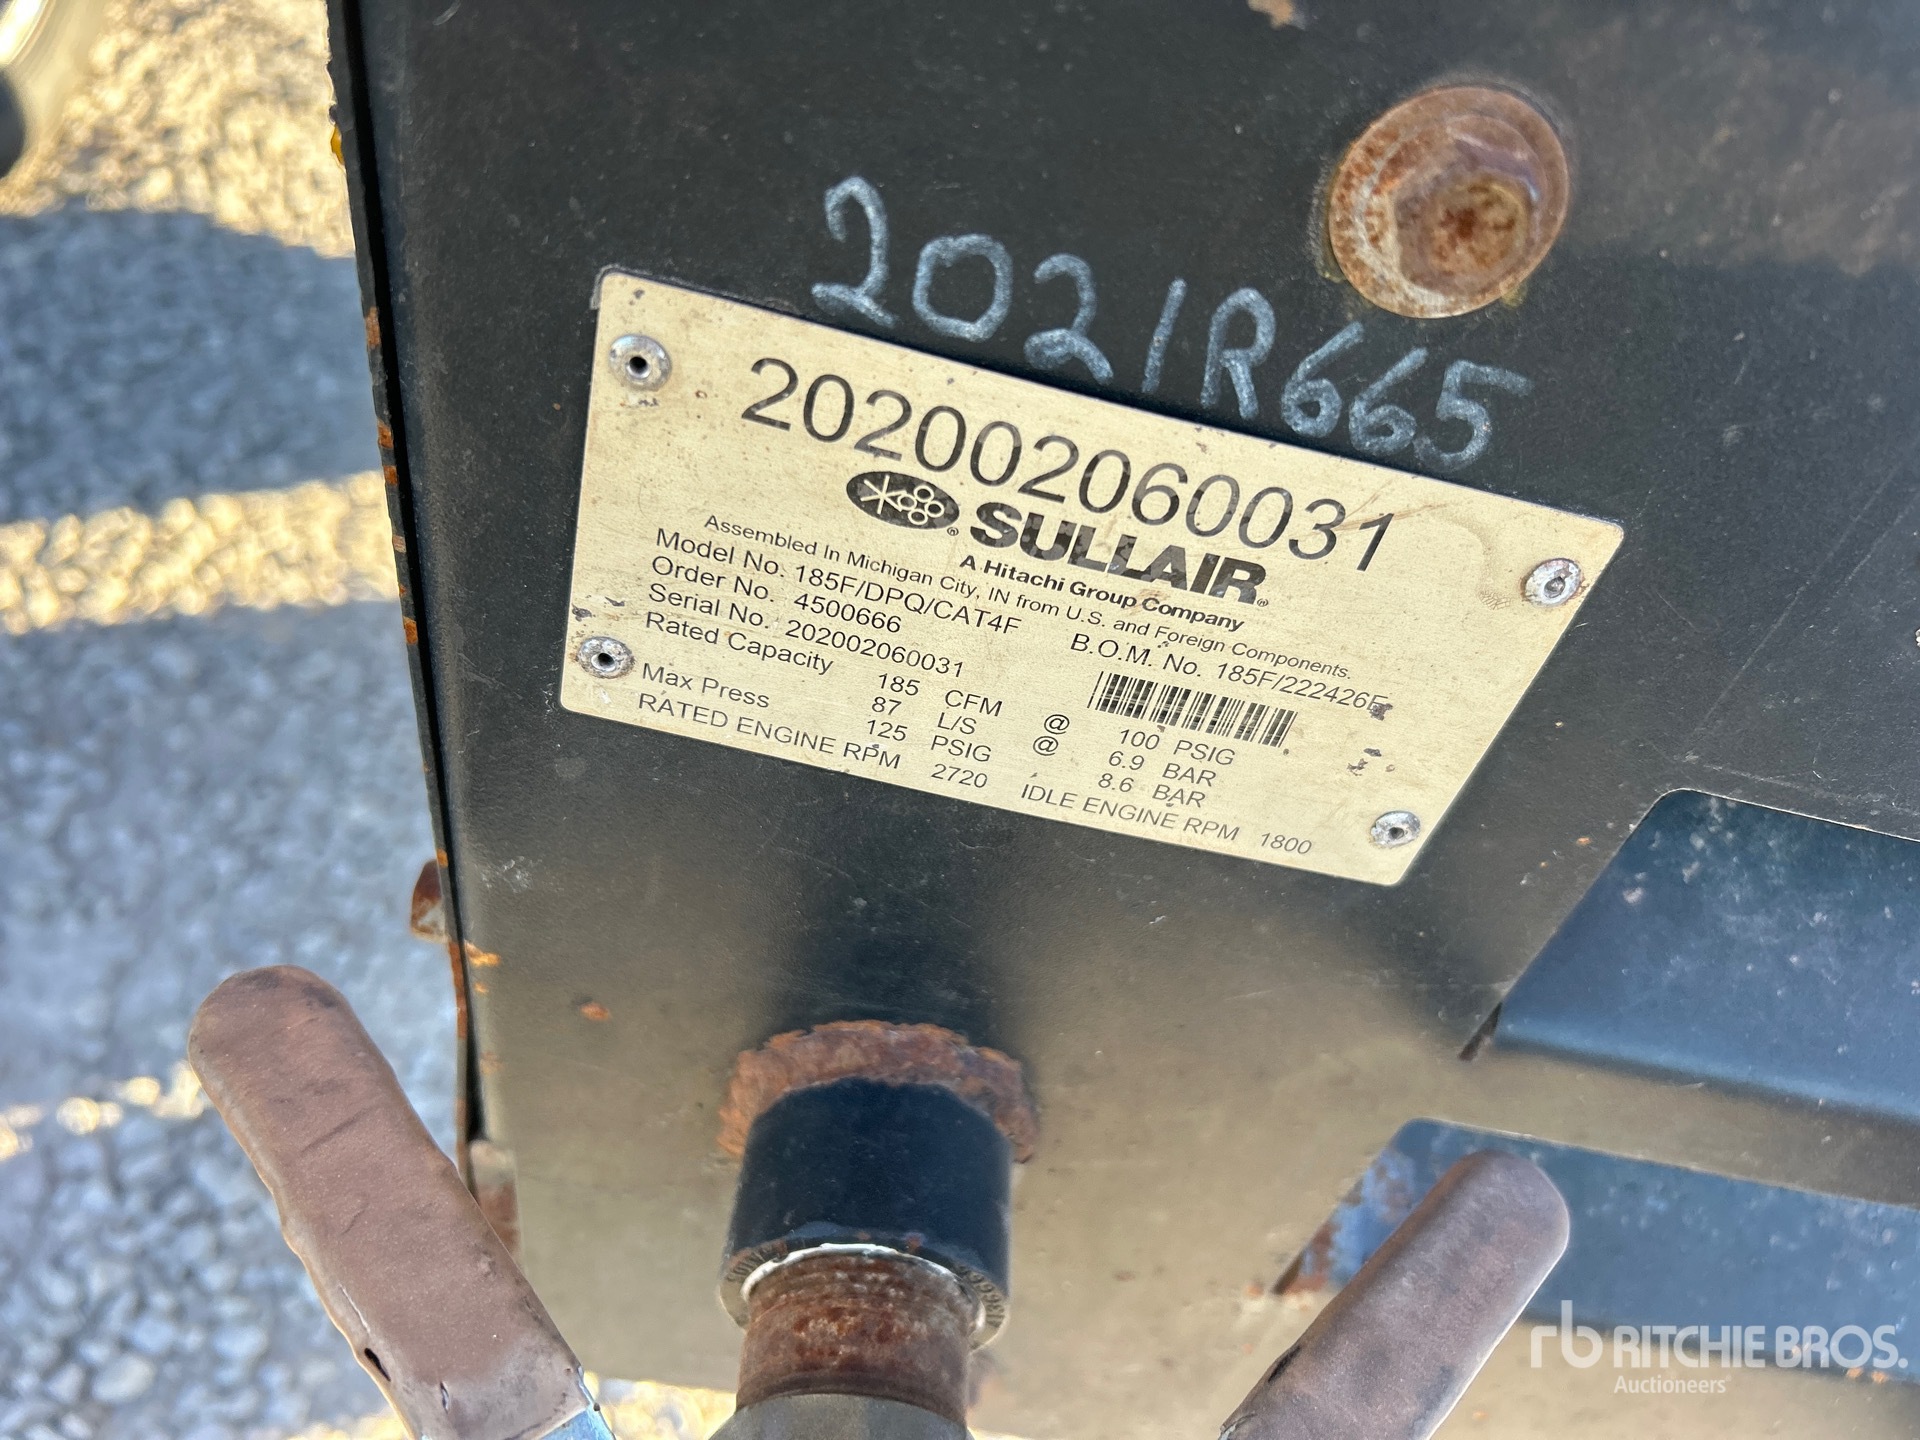 2021R665
202002060031
SULLAIR®
A Hitachi Group Company
Assembled In Michigan City, IN from U.S. and Foreign Components.
Model No. 185F/DPQ/CAT4F B.O.M. No. 185F/222426F
Order No. 4500666
Serial No. 202002060031
Rated Capacity 185 CFM @ 100 PSIG
87 L/S @ 6.9 BAR
Max Press 125 PSIG 8.6 BAR
RATED ENGINE RPM 2720 IDLE ENGINE RPM 1800
rb RITCHIE BROS.
Auctioneers